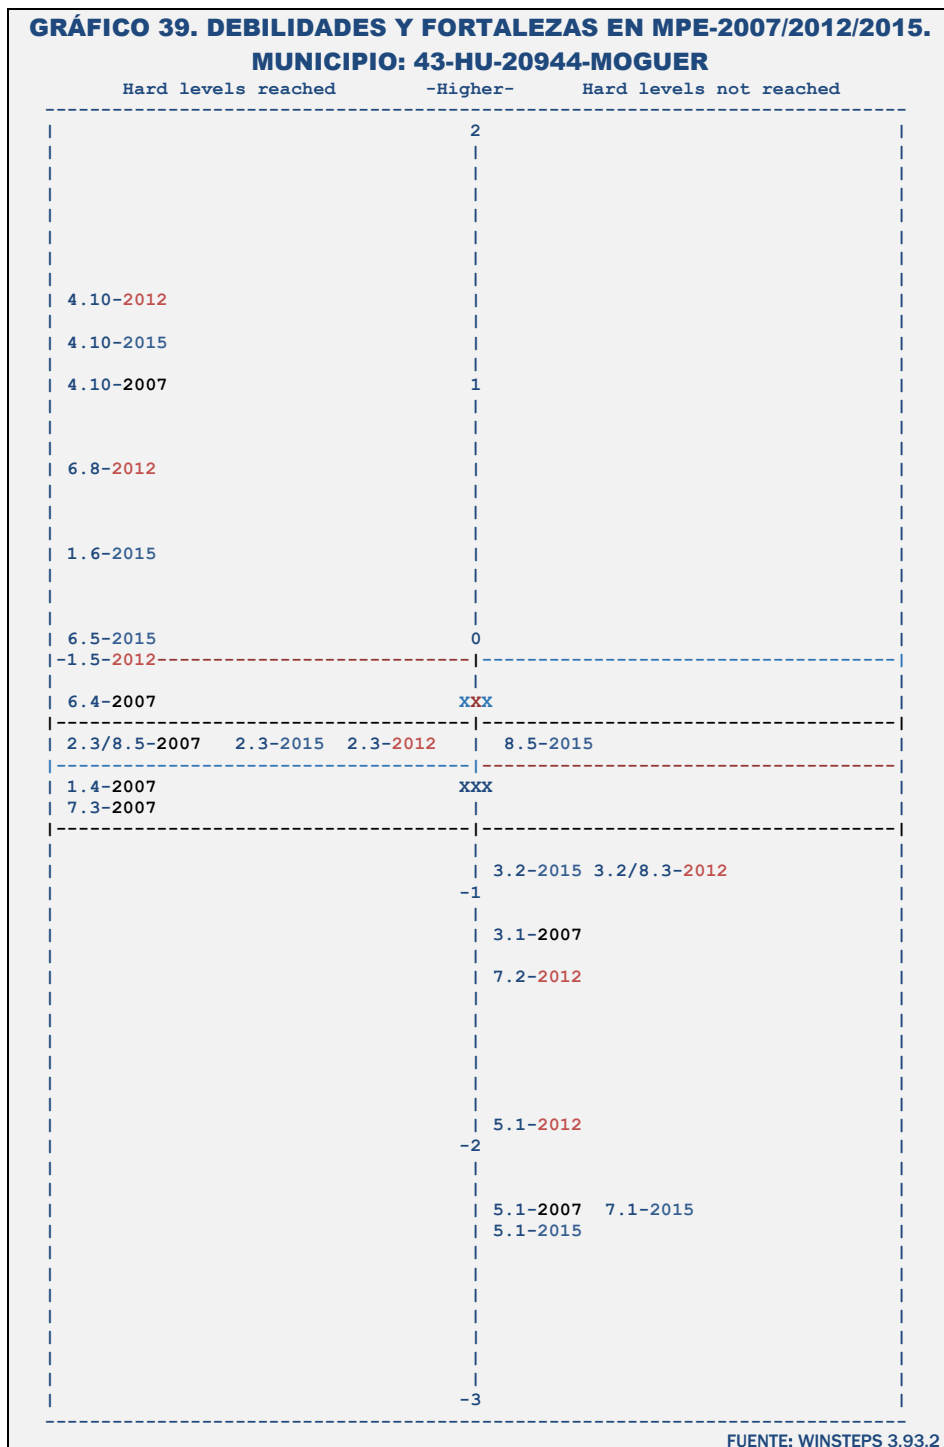 GRÁFICO 39. DEBILIDADES Y FORTALEZAS EN MPE-2007/2012/2015.
MUNICIPIO: 43-HU-20944-MOGUER
Hard levels reached -Higher- Hard levels not reached
2
4.10-2012
4.10-2015
4.10-2007 1
6.8-2012
1.6-2015
6.5-2015 0
-1.5-2012
6.4-2007 XXX
2.3/8.5-2007 2.3-2015 2.3-2012 8.5-2015
1.4-2007 XXX
7.3-2007
3.2-2015 3.2/8.3-2012
-1
3.1-2007
7.2-2012
5.1-2012
-2
5.1-2007 7.1-2015
5.1-2015
-3
FUENTE: WINSTEPS 3.93.2